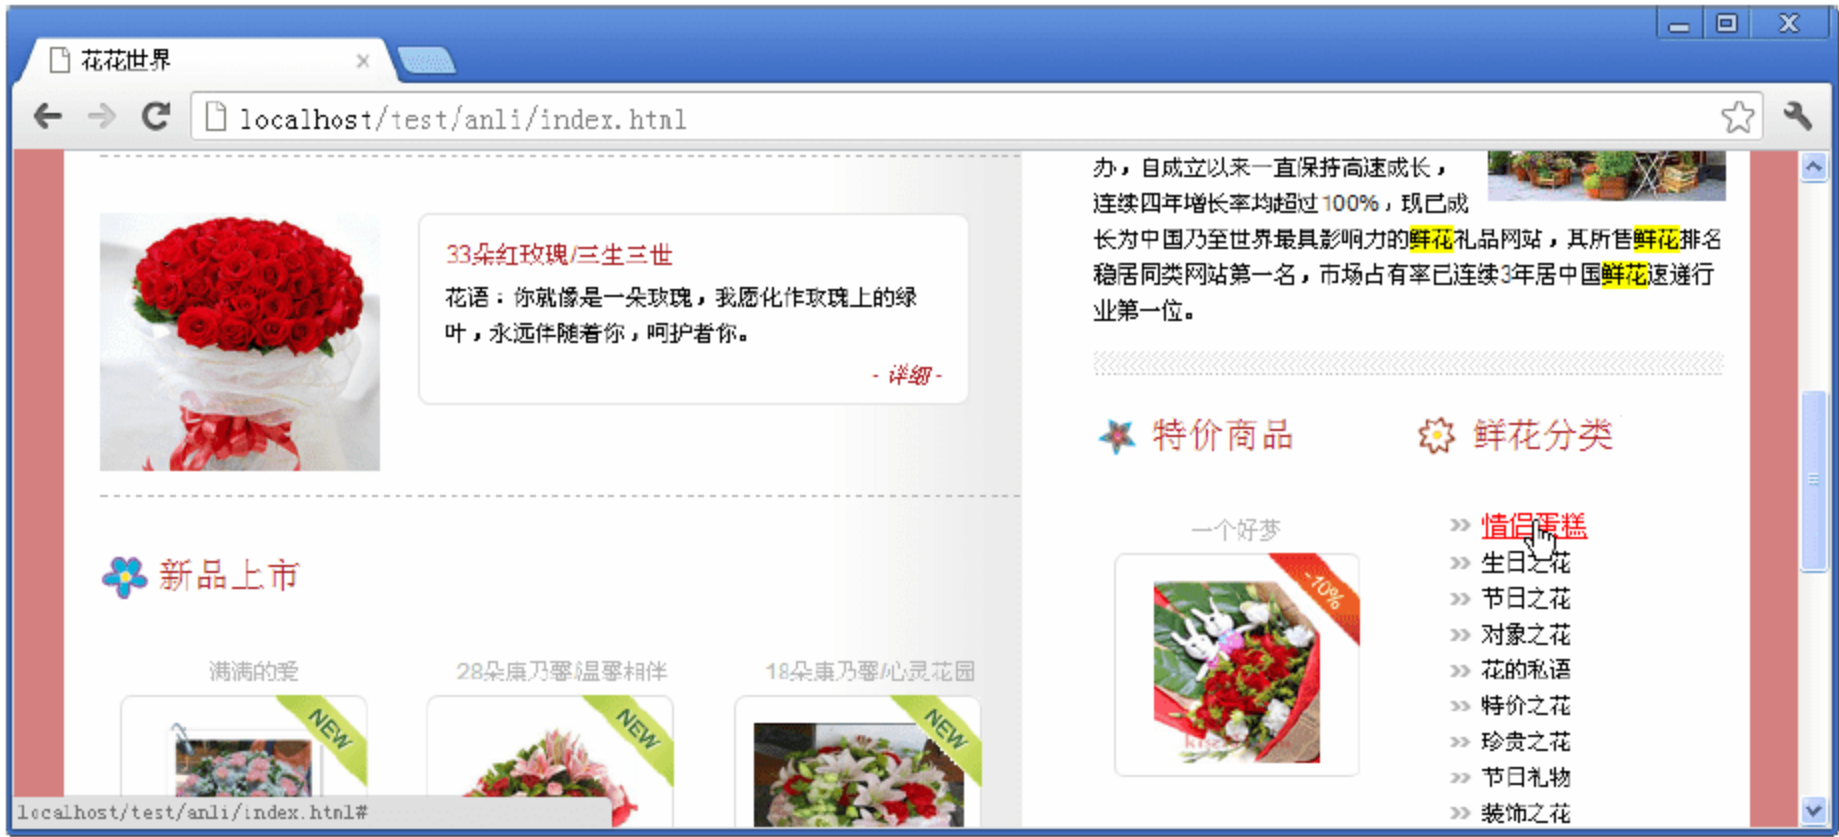 花花世界
localhost/test/anli/index.html
33朵红玫瑰/三生三世
花语：你就像是一朵玫瑰，我愿化作玫瑰上的绿
叶，永远伴随着你，呵护着你。
- 详细 -
新品上市
满满的爱
28朵康乃馨/温馨相伴
18朵康乃馨/心灵花园
NEW
NEW
NEW
办，自成立以来一直保持高速成长，
连续四年增长率均超过100%，现已成
长为中国乃至世界最具影响力的鲜花礼品网站，其所售鲜花排名
稳居同类网站第一名，市场占有率已连续3年居中国鲜花速递行
业第一位。
特价商品
一个好梦
-10%
鲜花分类
情侣蛋糕
生日之花
节日之花
对象之花
花的私语
特价之花
珍贵之花
节日礼物
装饰之花
localhost/test/anli/index.html#